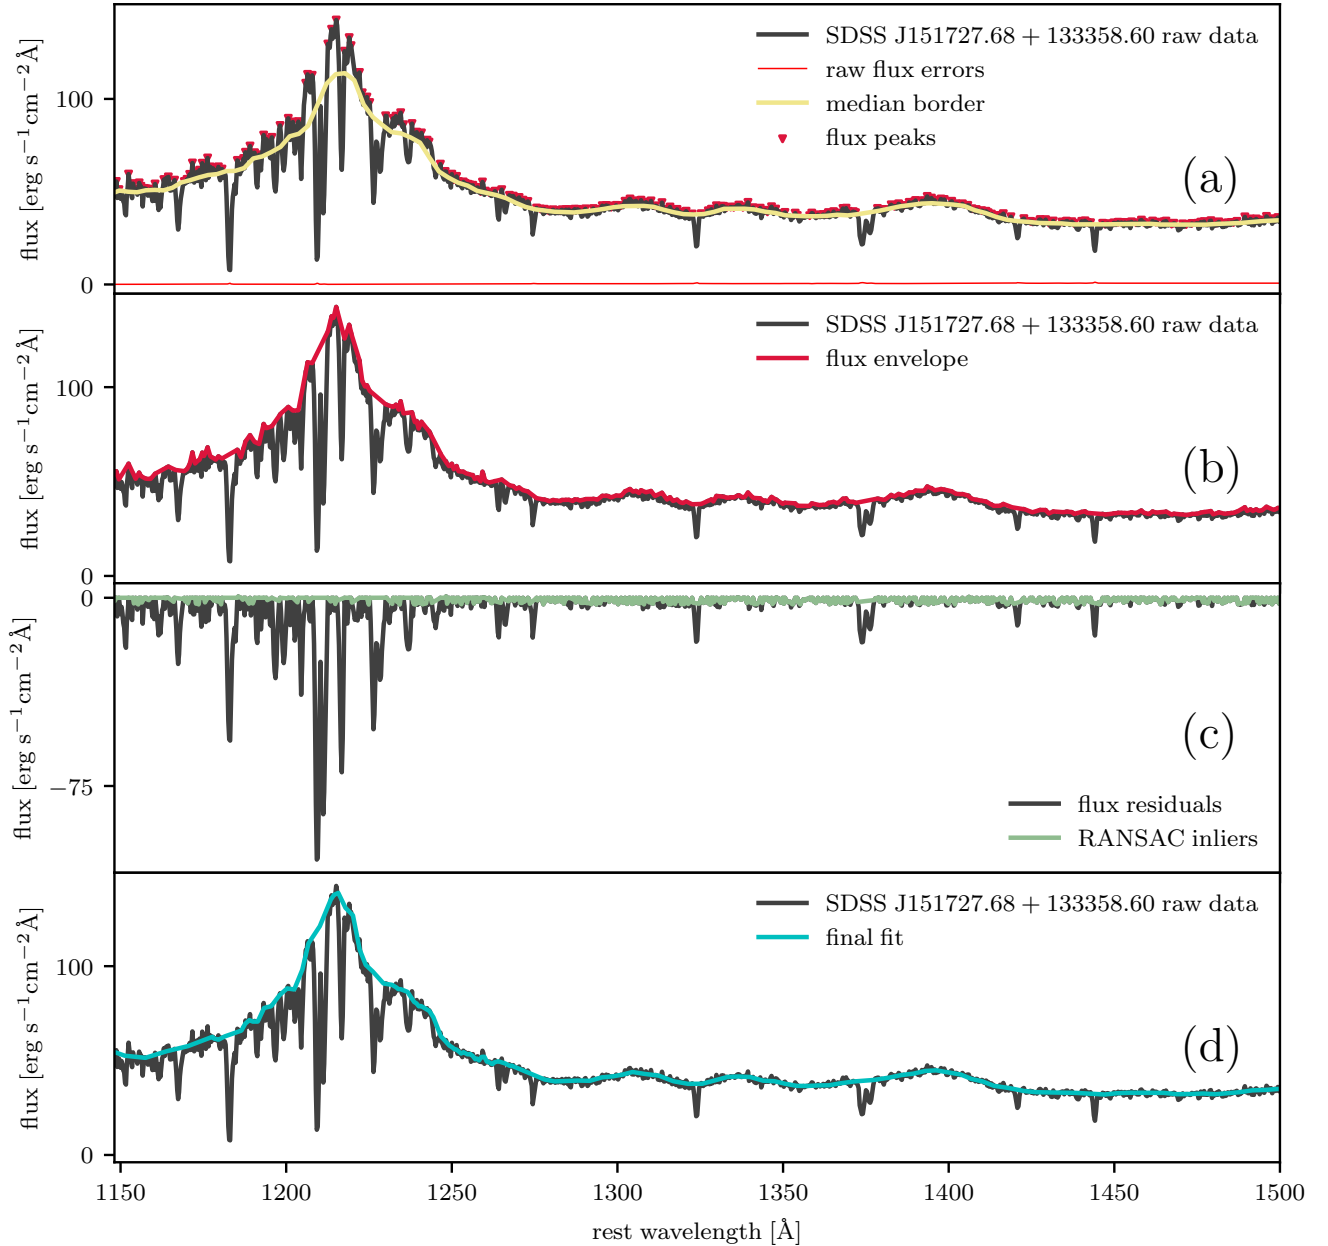 SDSS J151727.68 + 133358.60 raw data
raw flux errors
median border
flux peaks
(a)
flux [erg s⁻¹cm⁻²Å]
100
0
SDSS J151727.68 + 133358.60 raw data
flux envelope
(b)
flux [erg s⁻¹cm⁻²Å]
100
0
flux [erg s⁻¹cm⁻²Å]
0
−75
(c)
flux residuals
RANSAC inliers
SDSS J151727.68 + 133358.60 raw data
final fit
(d)
flux [erg s⁻¹cm⁻²Å]
100
0
1150 1200 1250 1300 1350 1400 1450 1500
rest wavelength [Å]